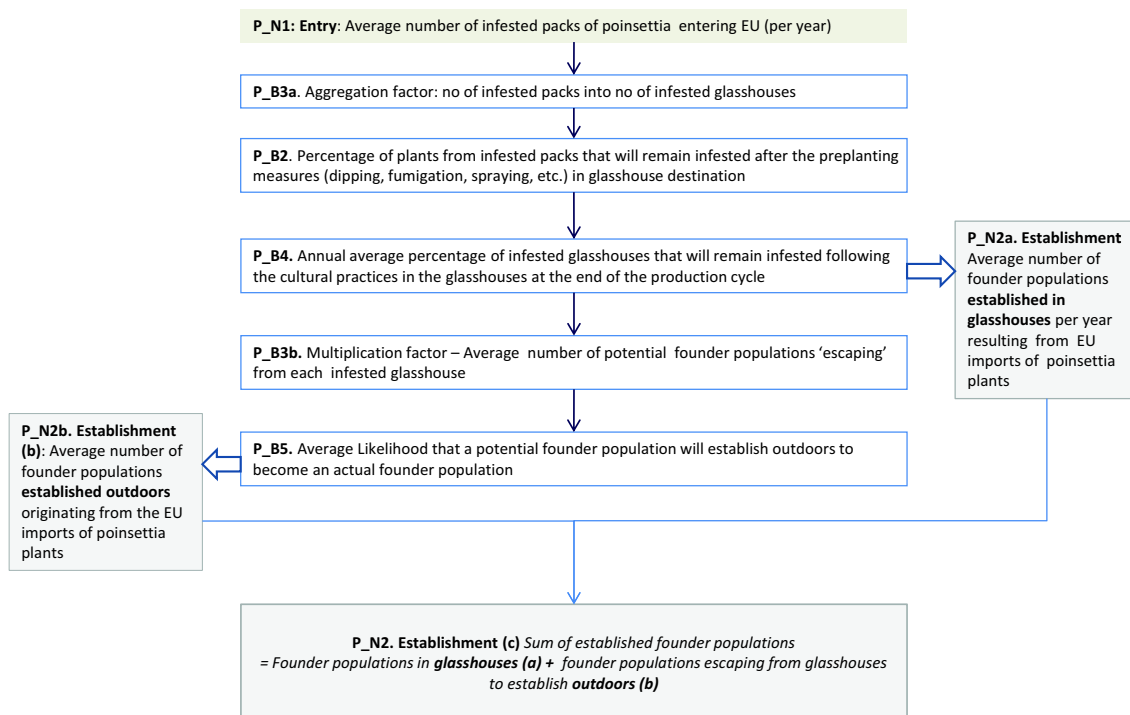 P_N1: Entry: Average number of infested packs of poinsettia entering EU (per year)
P_B3a. Aggregation factor: no of infested packs into no of infested glasshouses
P_B2. Percentage of plants from infested packs that will remain infested after the preplanting
measures (dipping, fumigation, spraying, etc.) in glasshouse destination
P_B4. Annual average percentage of infested glasshouses that will remain infested following
the cultural practices in the glasshouses at the end of the production cycle
P_N2a. Establishment
Average number of
founder populations
established in
glasshouses per year
resulting from EU
imports of poinsettia
plants
P_B3b. Multiplication factor – Average number of potential founder populations ‘escaping’
from each infested glasshouse
P_B5. Average Likelihood that a potential founder population will establish outdoors to
become an actual founder population
P_N2b. Establishment
(b): Average number of
founder populations
established outdoors
originating from the EU
imports of poinsettia
plants
P_N2. Establishment (c) Sum of established founder populations
= Founder populations in glasshouses (a) + founder populations escaping from glasshouses
to establish outdoors (b)